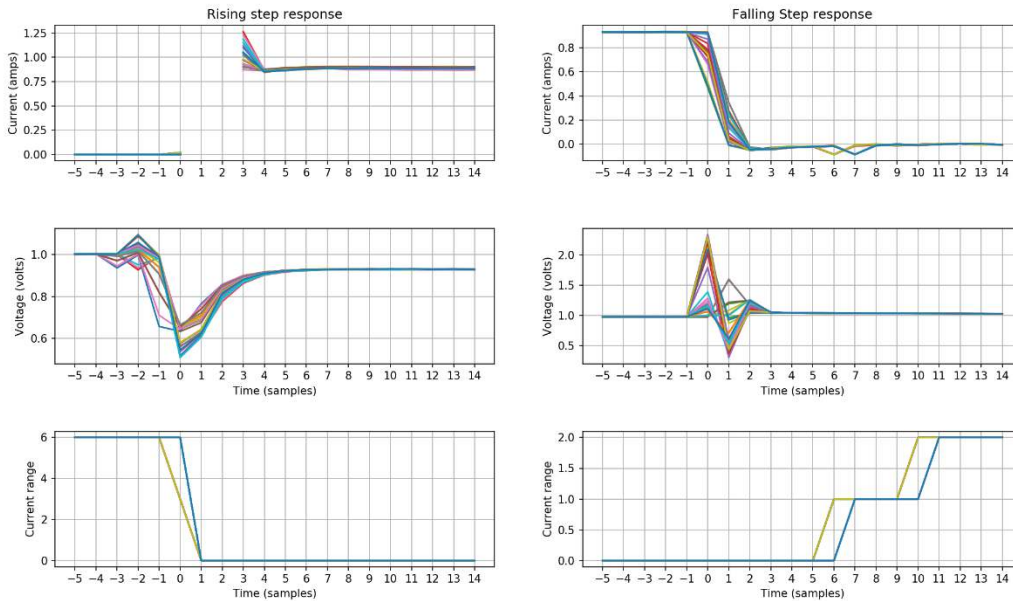 Rising step response
Current (amps)
1.25
1.00
0.75
0.50
0.25
0.00
−5 −4 −3 −2 −1 0 1 2 3 4 5 6 7 8 9 10 11 12 13 14
Falling Step response
Current (amps)
0.8
0.6
0.4
0.2
0.0
−5 −4 −3 −2 −1 0 1 2 3 4 5 6 7 8 9 10 11 12 13 14
Voltage (volts)
1.0
0.8
0.6
−5 −4 −3 −2 −1 0 1 2 3 4 5 6 7 8 9 10 11 12 13 14
Time (samples)
Voltage (volts)
2.0
1.5
1.0
0.5
−5 −4 −3 −2 −1 0 1 2 3 4 5 6 7 8 9 10 11 12 13 14
Time (samples)
Current range
6
4
2
0
−5 −4 −3 −2 −1 0 1 2 3 4 5 6 7 8 9 10 11 12 13 14
Time (samples)
Current range
2.0
1.5
1.0
0.5
0.0
−5 −4 −3 −2 −1 0 1 2 3 4 5 6 7 8 9 10 11 12 13 14
Time (samples)